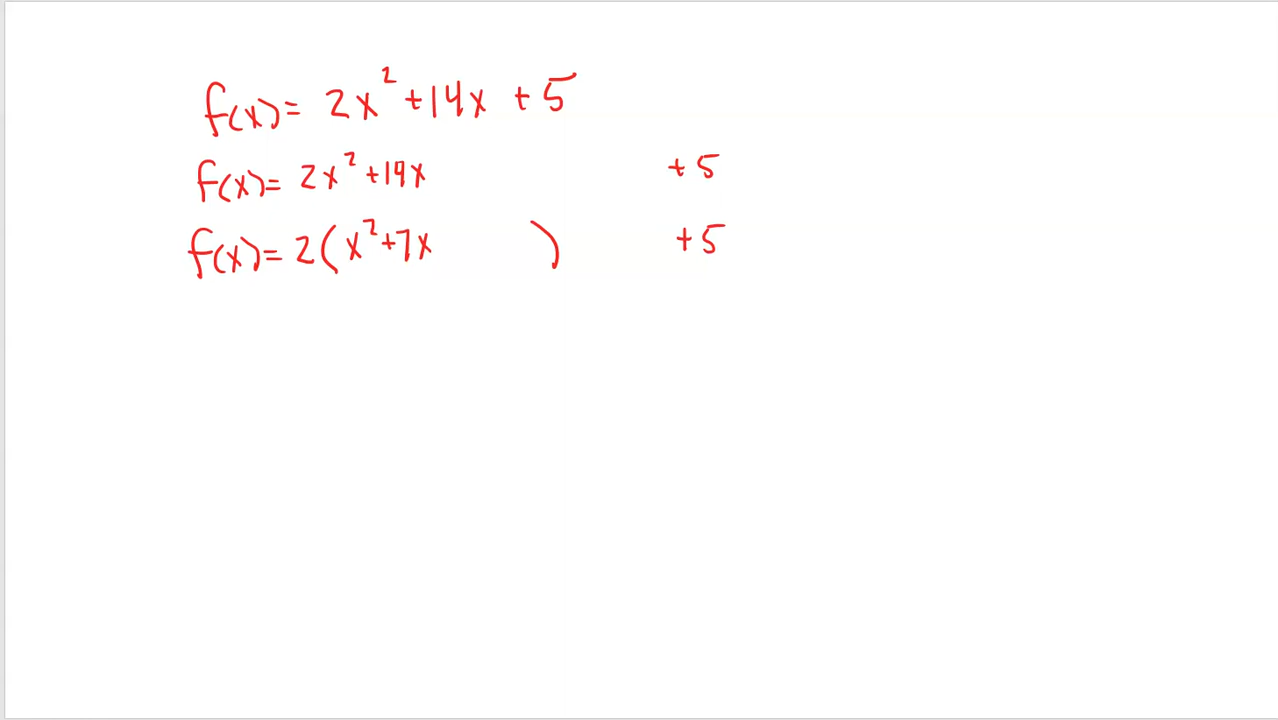 f(x)= 2x² +14x +5
f(x)= 2x² +14x +5
f(x)= 2(x²+7x ) +5